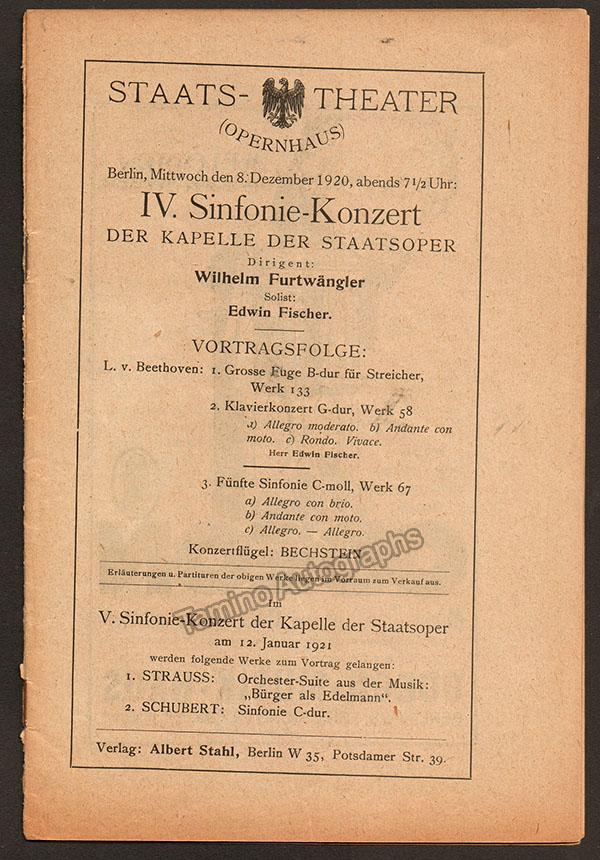 STAATS- THEATER
(OPERNHAUS)
Berlin, Mittwoch den 8. Dezember 1920, abends 7 1/2 Uhr:
IV. Sinfonie-Konzert
DER KAPELLE DER STAATSOPER
Dirigent:
Wilhelm Furtwängler
Solist:
Edwin Fischer.
VORTRAGSFOLGE:
L. v. Beethoven: 1. Grosse Fuge B-dur für Streicher,
Werk 133
2. Klavierkonzert G-dur, Werk 58
a) Allegro moderato. b) Andante con
moto. c) Rondo. Vivace.
Herr Edwin Fischer.
3. Fünfte Sinfonie C-moll, Werk 67
a) Allegro con brio.
b) Andante con moto.
c) Allegro. — Allegro.
Konzertflügel: BECHSTEIN
Erläuterungen u. Partituren der obigen Werke liegen im Vorraum zum Verkauf aus.
Tamino Autographs
Im
V. Sinfonie-Konzert der Kapelle der Staatsoper
am 12. Januar 1921
werden folgende Werke zum Vortrag gelangen:
1. STRAUSS: Orchester-Suite aus der Musik:
„Bürger als Edelmann“.
2. SCHUBERT: Sinfonie C-dur.
Verlag: Albert Stahl, Berlin W 35, Potsdamer Str. 39.